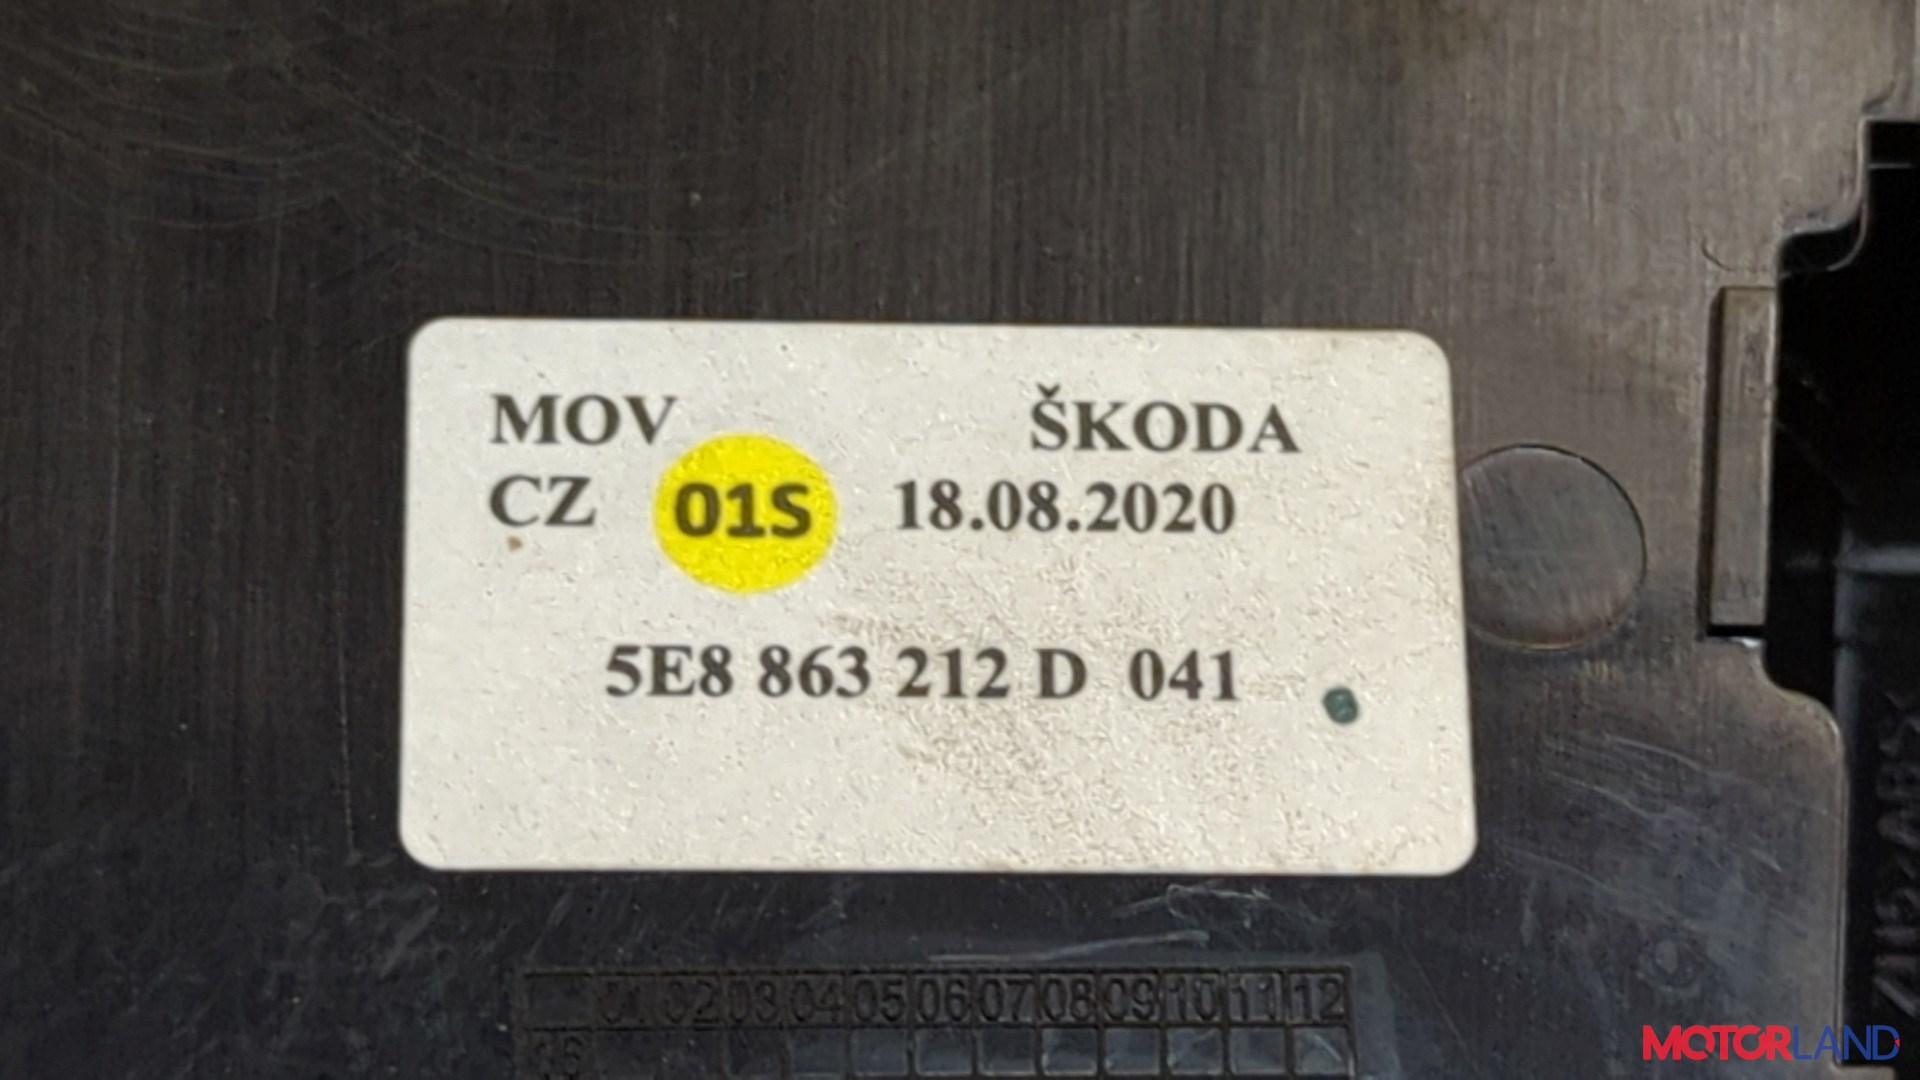 MOV ŠKODA
CZ 01S 18.08.2020
5E8 863 212 D 041
01 02 03 04 05 06 07 08 09 10 11 12
MOTORLAND